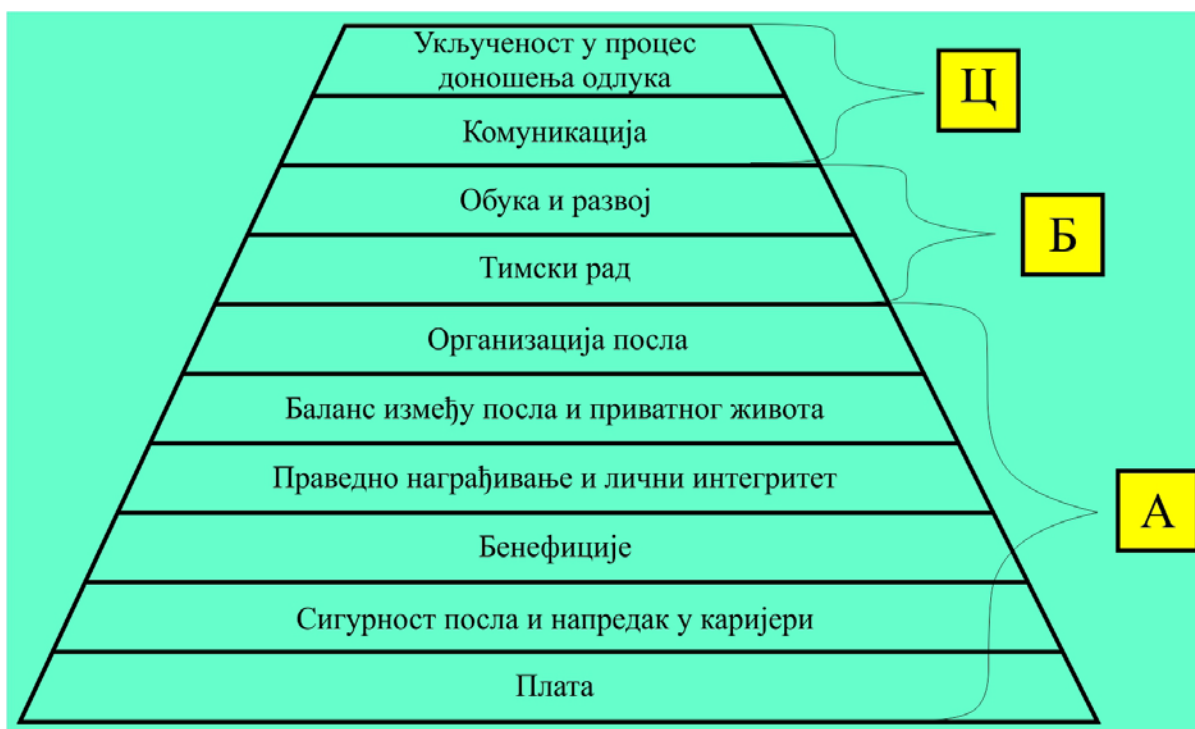 Укљученост у процес
доношења одлука
Ц
Комуникација
Обука и развој
Б
Тимски рад
Организација посла
Баланс између посла и приватног живота
Праведно награђивање и лични интегритет
А
Бенефиције
Сигурност посла и напредак у каријери
Плата